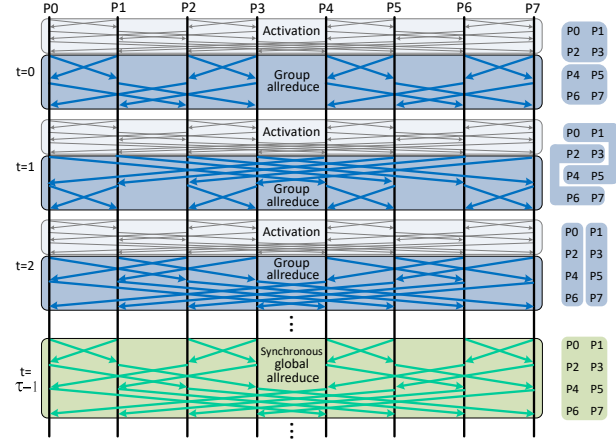 P0 P1 P2 P3 P4 P5 P6 P7
Activation
P0 P1
P2 P3
t=0
Group
allreduce
P4 P5
P6 P7
Activation
P0 P1
t=1
P2 P3
P4 P5
Group
allreduce
P6 P7
Activation
P0 P1
t=2
Group
allreduce
P2 P3
P4 P5
P6 P7
...
t=
τ-1
Synchronous
global
allreduce
P0 P1
P2 P3
P4 P5
P6 P7
...